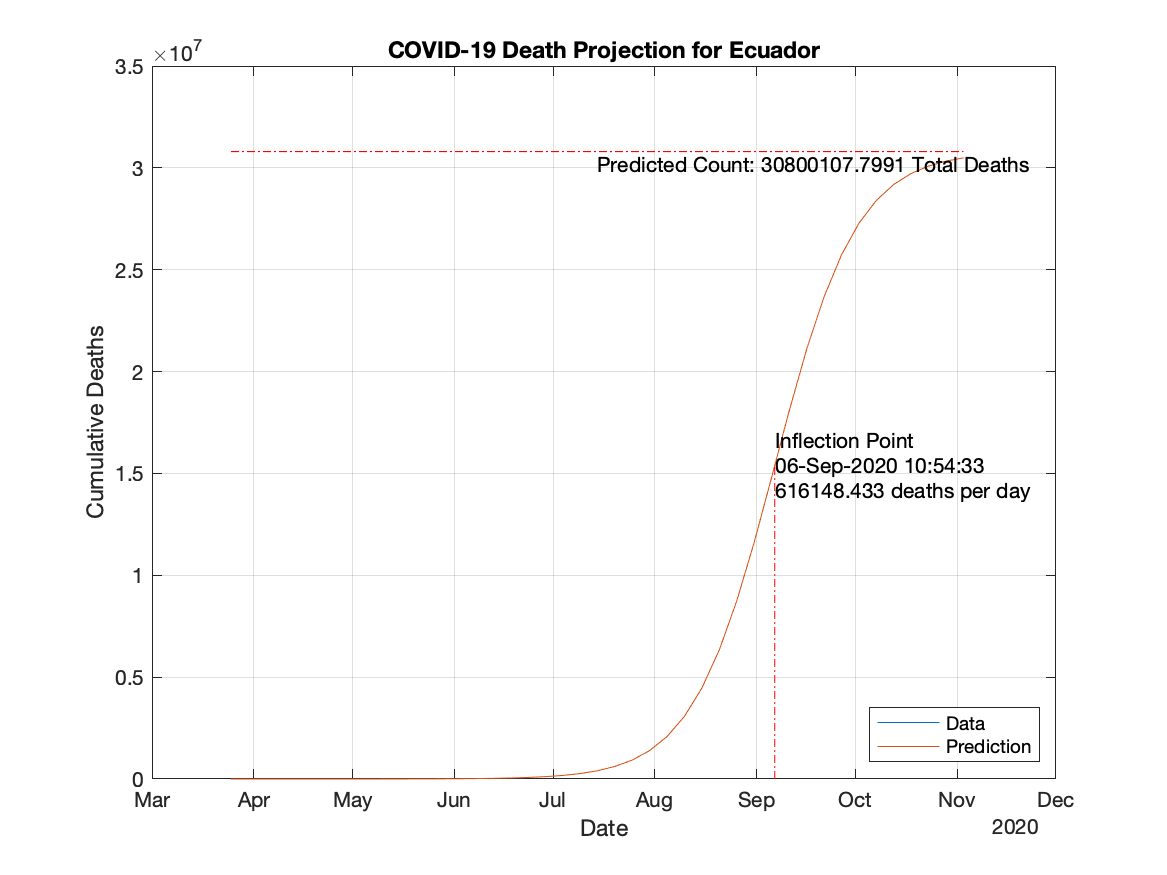 COVID-19 Death Projection for Ecuador
×10^7
3.5
3
2.5
2
1.5
1
0.5
0
Cumulative Deaths
Predicted Count: 30800107.7991 Total Deaths
Inflection Point
06-Sep-2020 10:54:33
616148.433 deaths per day
Data
Prediction
Mar Apr May Jun Jul Aug Sep Oct Nov Dec
Date
2020